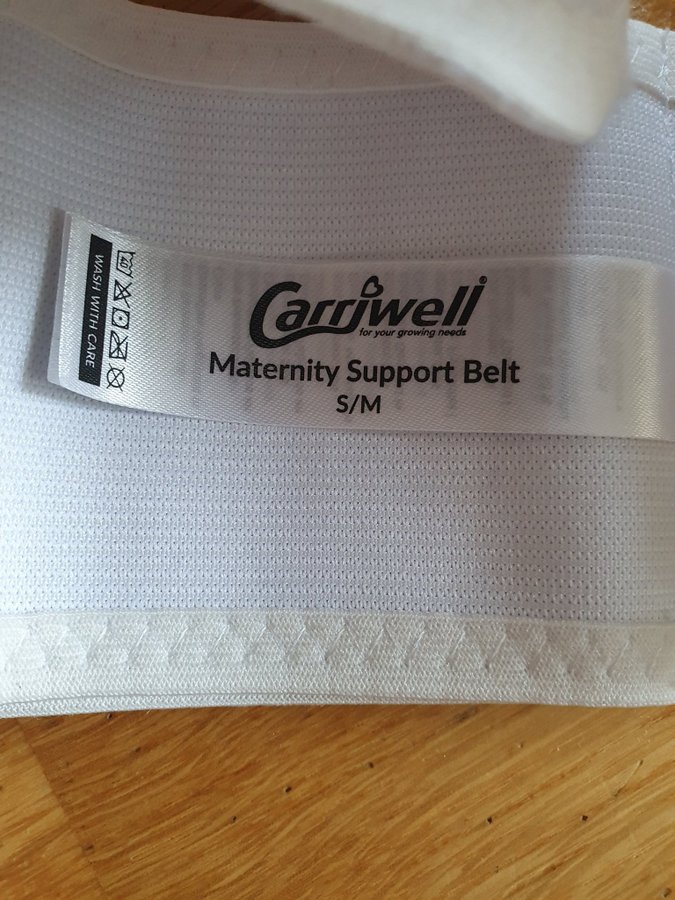 WASH WITH CARE
Carriwell®
for your growing needs
Maternity Support Belt
S/M